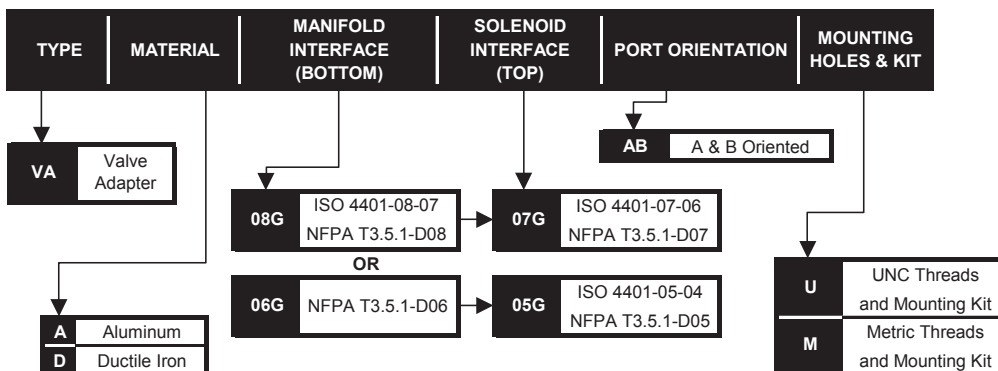 TYPE
MATERIAL
MANIFOLD
INTERFACE
(BOTTOM)
SOLENOID
INTERFACE
(TOP)
PORT ORIENTATION
MOUNTING
HOLES & KIT
VA
Valve
Adapter
AB
A & B Oriented
08G
ISO 4401-08-07
NFPA T3.5.1-D08
07G
ISO 4401-07-06
NFPA T3.5.1-D07
OR
06G
NFPA T3.5.1-D06
05G
ISO 4401-05-04
NFPA T3.5.1-D05
A
Aluminum
D
Ductile Iron
U
UNC Threads
and Mounting Kit
M
Metric Threads
and Mounting Kit